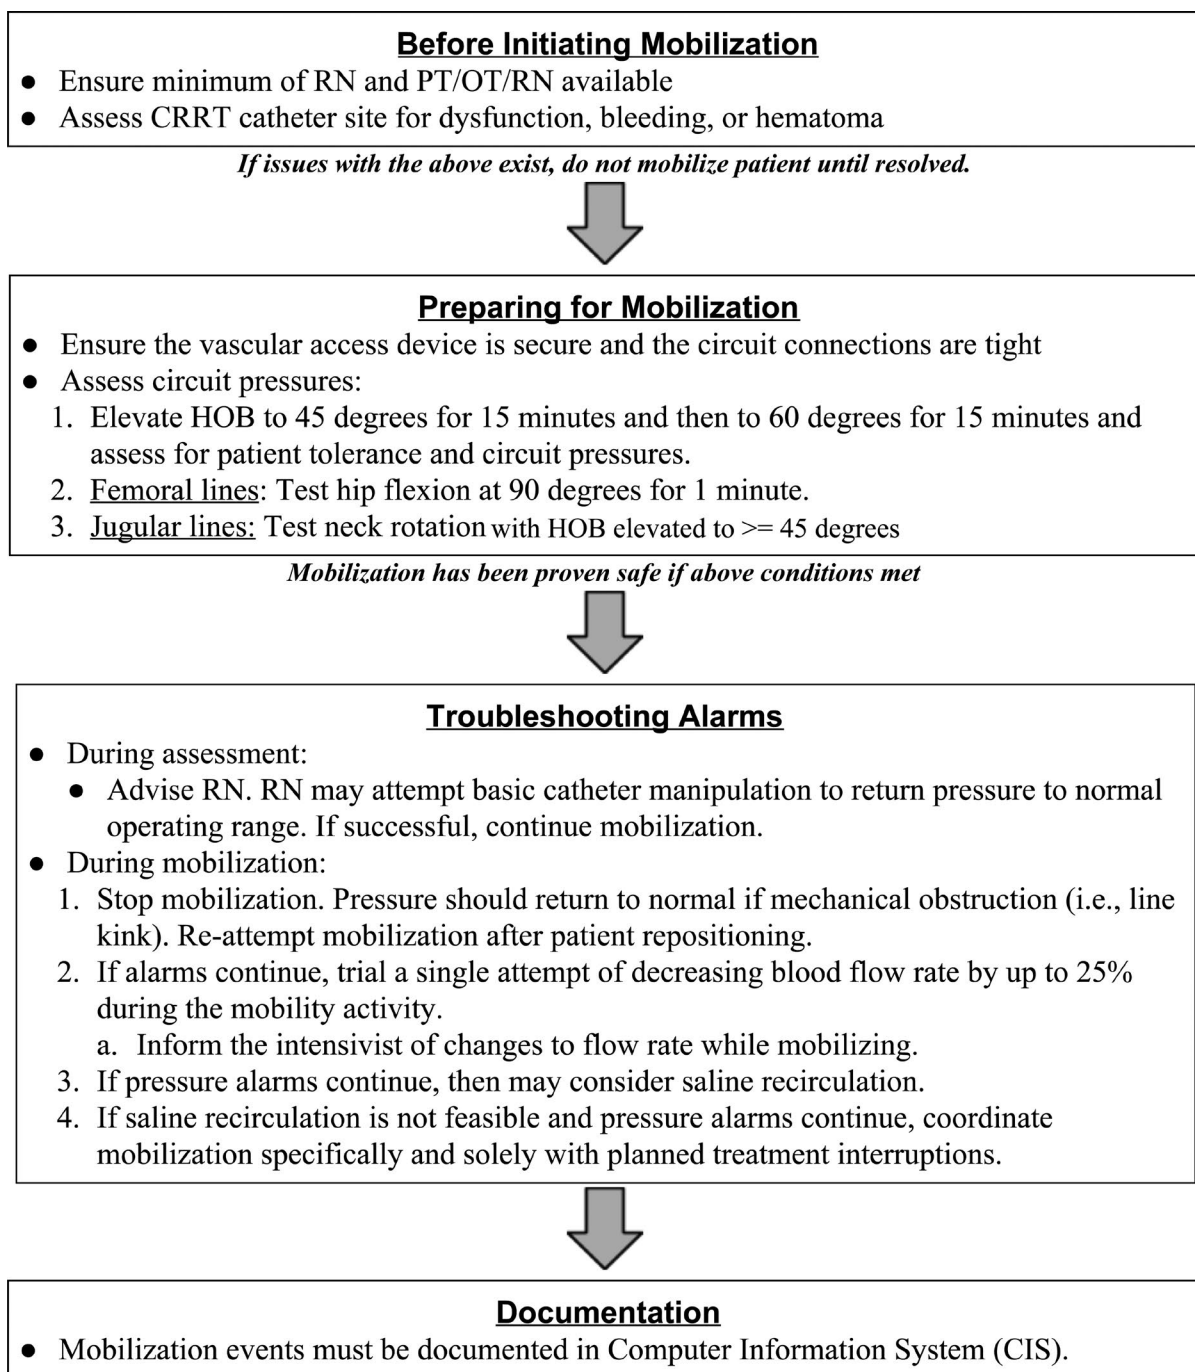 Before Initiating Mobilization
● Ensure minimum of RN and PT/OT/RN available
● Assess CRRT catheter site for dysfunction, bleeding, or hematoma
If issues with the above exist, do not mobilize patient until resolved.
Preparing for Mobilization
● Ensure the vascular access device is secure and the circuit connections are tight
● Assess circuit pressures:
1. Elevate HOB to 45 degrees for 15 minutes and then to 60 degrees for 15 minutes and
assess for patient tolerance and circuit pressures.
2. Femoral lines: Test hip flexion at 90 degrees for 1 minute.
3. Jugular lines: Test neck rotation with HOB elevated to >= 45 degrees
Mobilization has been proven safe if above conditions met
Troubleshooting Alarms
● During assessment:
● Advise RN. RN may attempt basic catheter manipulation to return pressure to normal
operating range. If successful, continue mobilization.
● During mobilization:
1. Stop mobilization. Pressure should return to normal if mechanical obstruction (i.e., line
kink). Re-attempt mobilization after patient repositioning.
2. If alarms continue, trial a single attempt of decreasing blood flow rate by up to 25%
during the mobility activity.
a. Inform the intensivist of changes to flow rate while mobilizing.
3. If pressure alarms continue, then may consider saline recirculation.
4. If saline recirculation is not feasible and pressure alarms continue, coordinate
mobilization specifically and solely with planned treatment interruptions.
Documentation
● Mobilization events must be documented in Computer Information System (CIS).